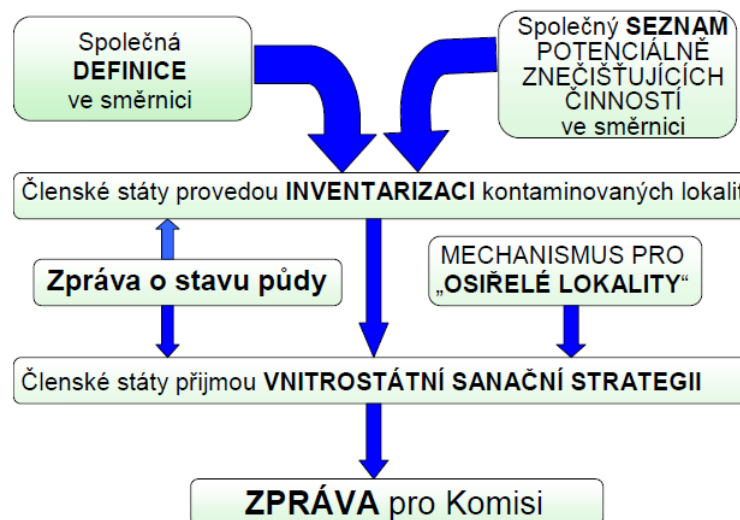 Společná
DEFINICE
ve směrnici
Společný SEZNAM
POTENCIÁLNĚ
ZNEČIŠŤUJÍCÍCH
ČINNOSTÍ
ve směrnici
Členské státy provedou INVENTARIZACI kontaminovaných lokalit
Zpráva o stavu půdy
MECHANISMUS PRO
„OSIŘELÉ LOKALITY“
Členské státy přijmou VNITROSTÁTNÍ SANAČNÍ STRATEGII
ZPRÁVA pro Komisi